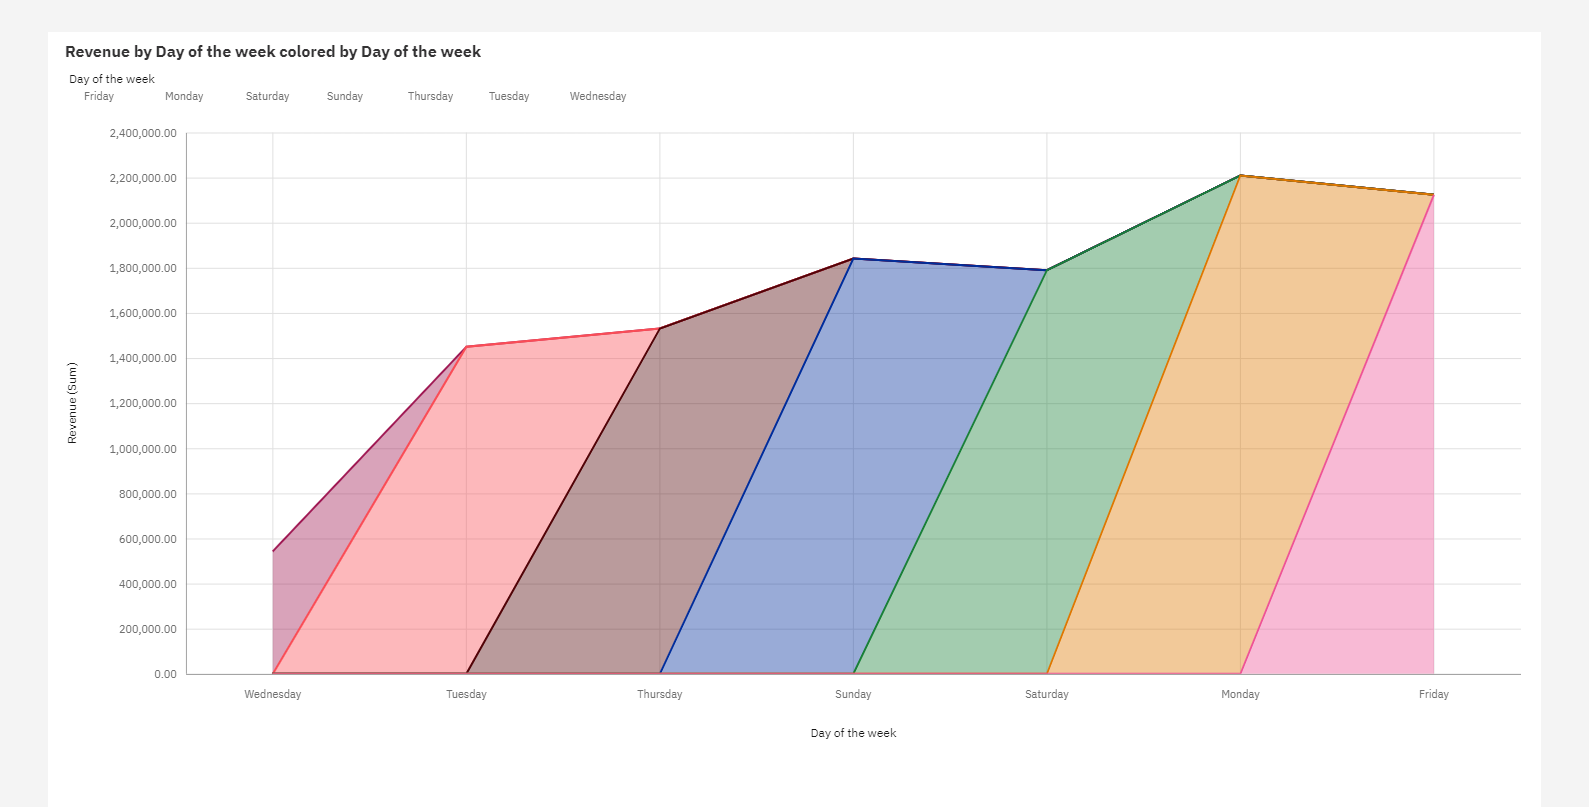 Revenue by Day of the week colored by Day of the week
Day of the week
Friday Monday Saturday Sunday Thursday Tuesday Wednesday
2,400,000.00
2,200,000.00
2,000,000.00
1,800,000.00
1,600,000.00
1,400,000.00
1,200,000.00
1,000,000.00
800,000.00
600,000.00
400,000.00
200,000.00
0.00
Revenue (Sum)
Wednesday Tuesday Thursday Sunday Saturday Monday Friday
Day of the week